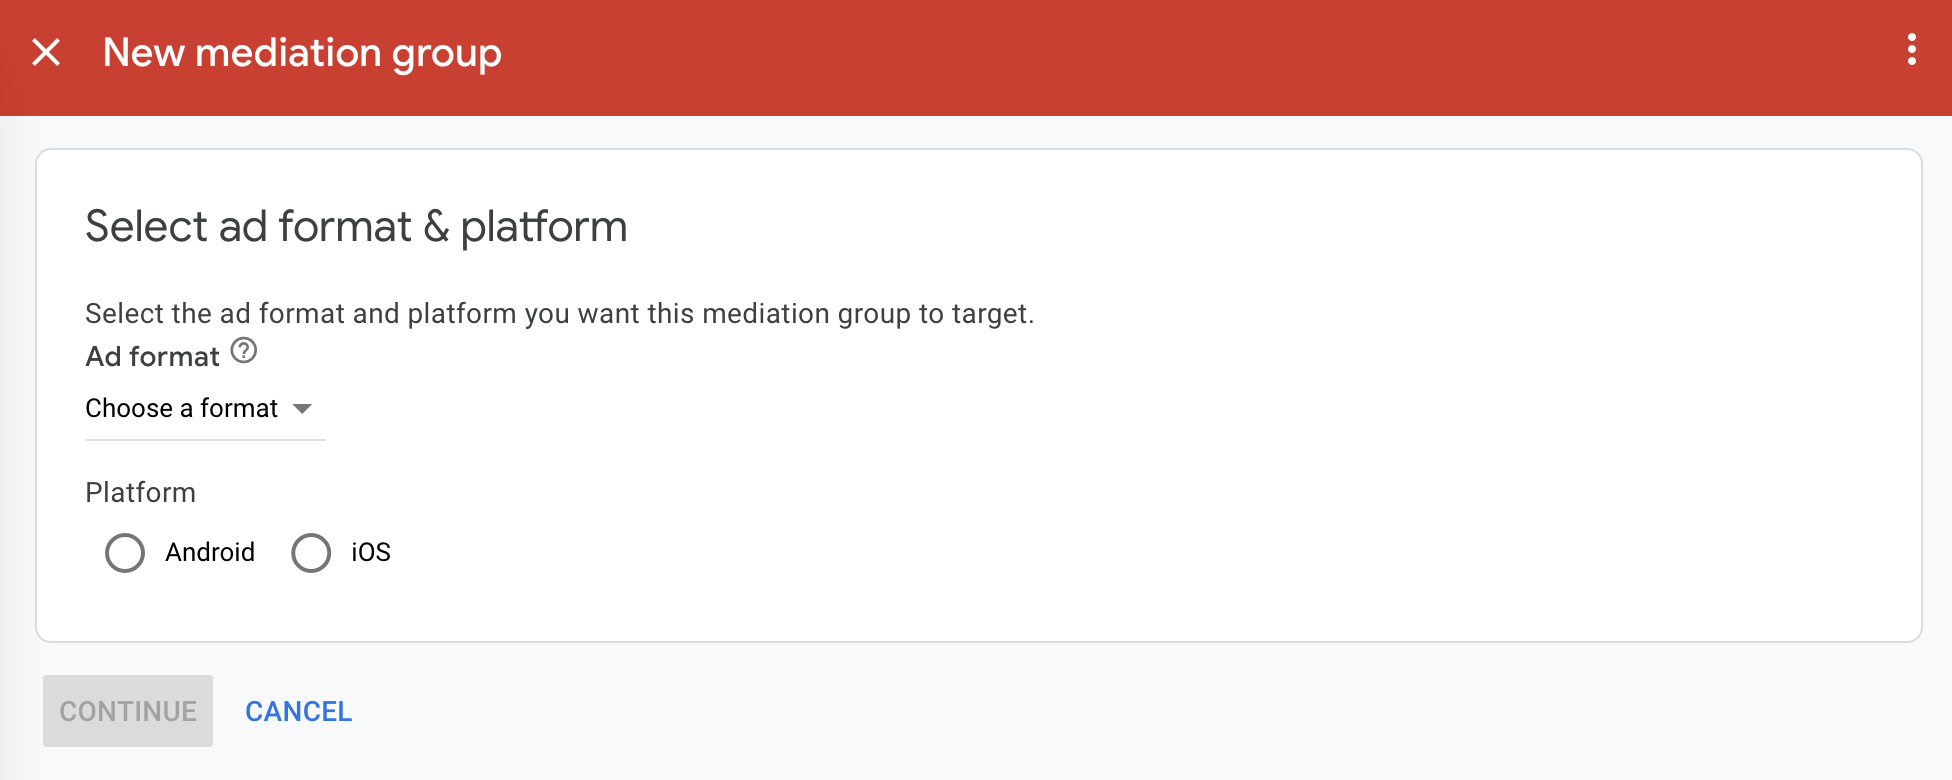 New mediation group
Select ad format & platform
Select the ad format and platform you want this mediation group to target.
Ad format
Choose a format
Platform
Android iOS
CONTINUE CANCEL